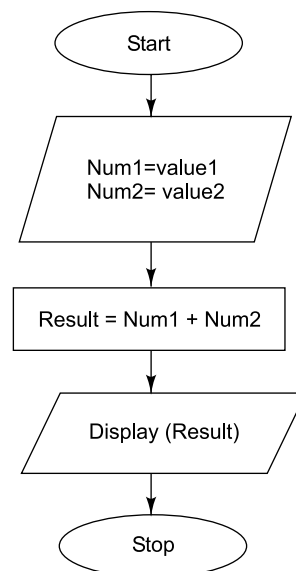 Start
Num1=value1
Num2= value2
Result = Num1 + Num2
Display (Result)
Stop